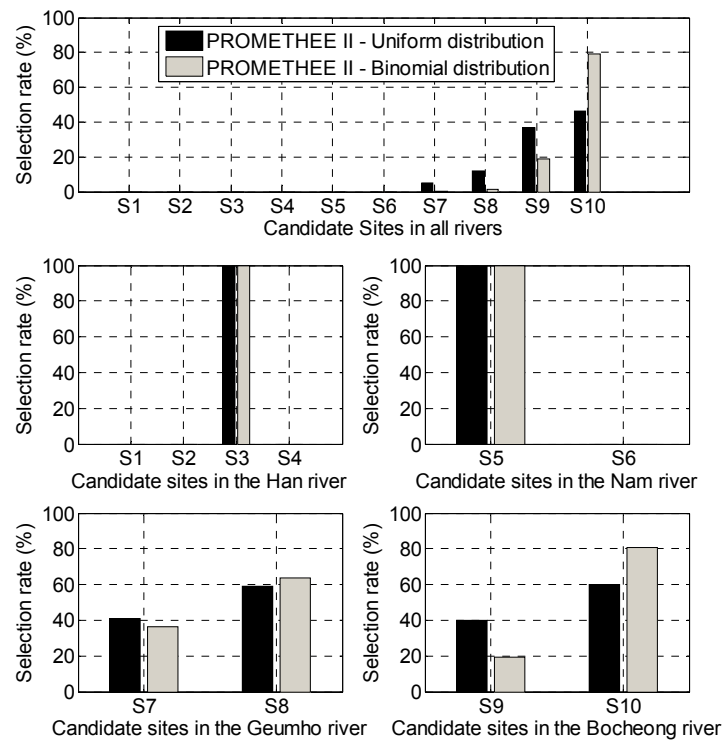 100
80
60
40
20
0
Selection rate (%)
PROMETHEE II - Uniform distribution
PROMETHEE II - Binomial distribution
S1 S2 S3 S4 S5 S6 S7 S8 S9 S10
Candidate Sites in all rivers
100
80
60
40
20
0
Selection rate (%)
S1 S2 S3 S4
Candidate sites in the Han river
100
80
60
40
20
0
Selection rate (%)
S5 S6
Candidate sites in the Nam river
100
80
60
40
20
0
Selection rate (%)
S7 S8
Candidate sites in the Geumho river
100
80
60
40
20
0
Selection rate (%)
S9 S10
Candidate sites in the Bocheong river